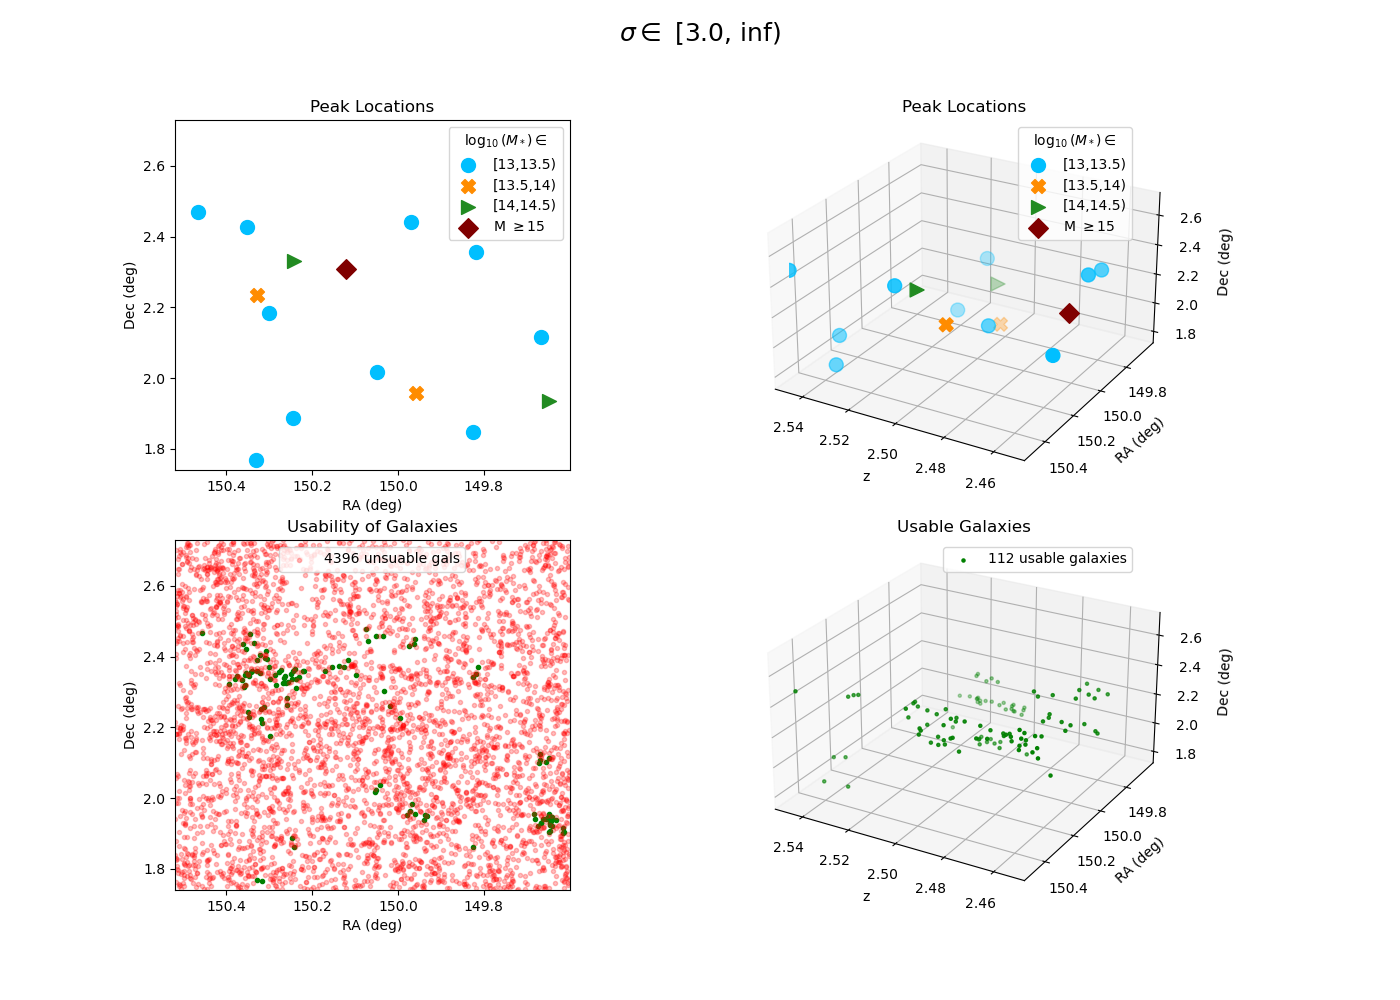 σ ∈ [3.0, inf)
Peak Locations
log₁₀(M*) ∈
[13,13.5)
[13.5,14)
[14,14.5)
M ≥15
2.6
2.4
2.2
2.0
1.8
Dec (deg)
150.4 150.2 150.0 149.8
RA (deg)
Peak Locations
log₁₀(M*) ∈
[13,13.5)
[13.5,14)
[14,14.5)
M ≥15
2.6
2.4
2.2
2.0
1.8
Dec (deg)
149.8
150.0
150.2
150.4
RA (deg)
2.54
2.52
2.50
2.48
2.46
z
Usability of Galaxies
4396 unsuable gals
2.6
2.4
2.2
2.0
1.8
Dec (deg)
150.4 150.2 150.0 149.8
RA (deg)
Usable Galaxies
112 usable galaxies
2.6
2.4
2.2
2.0
1.8
Dec (deg)
149.8
150.0
150.2
150.4
RA (deg)
2.54
2.52
2.50
2.48
2.46
z